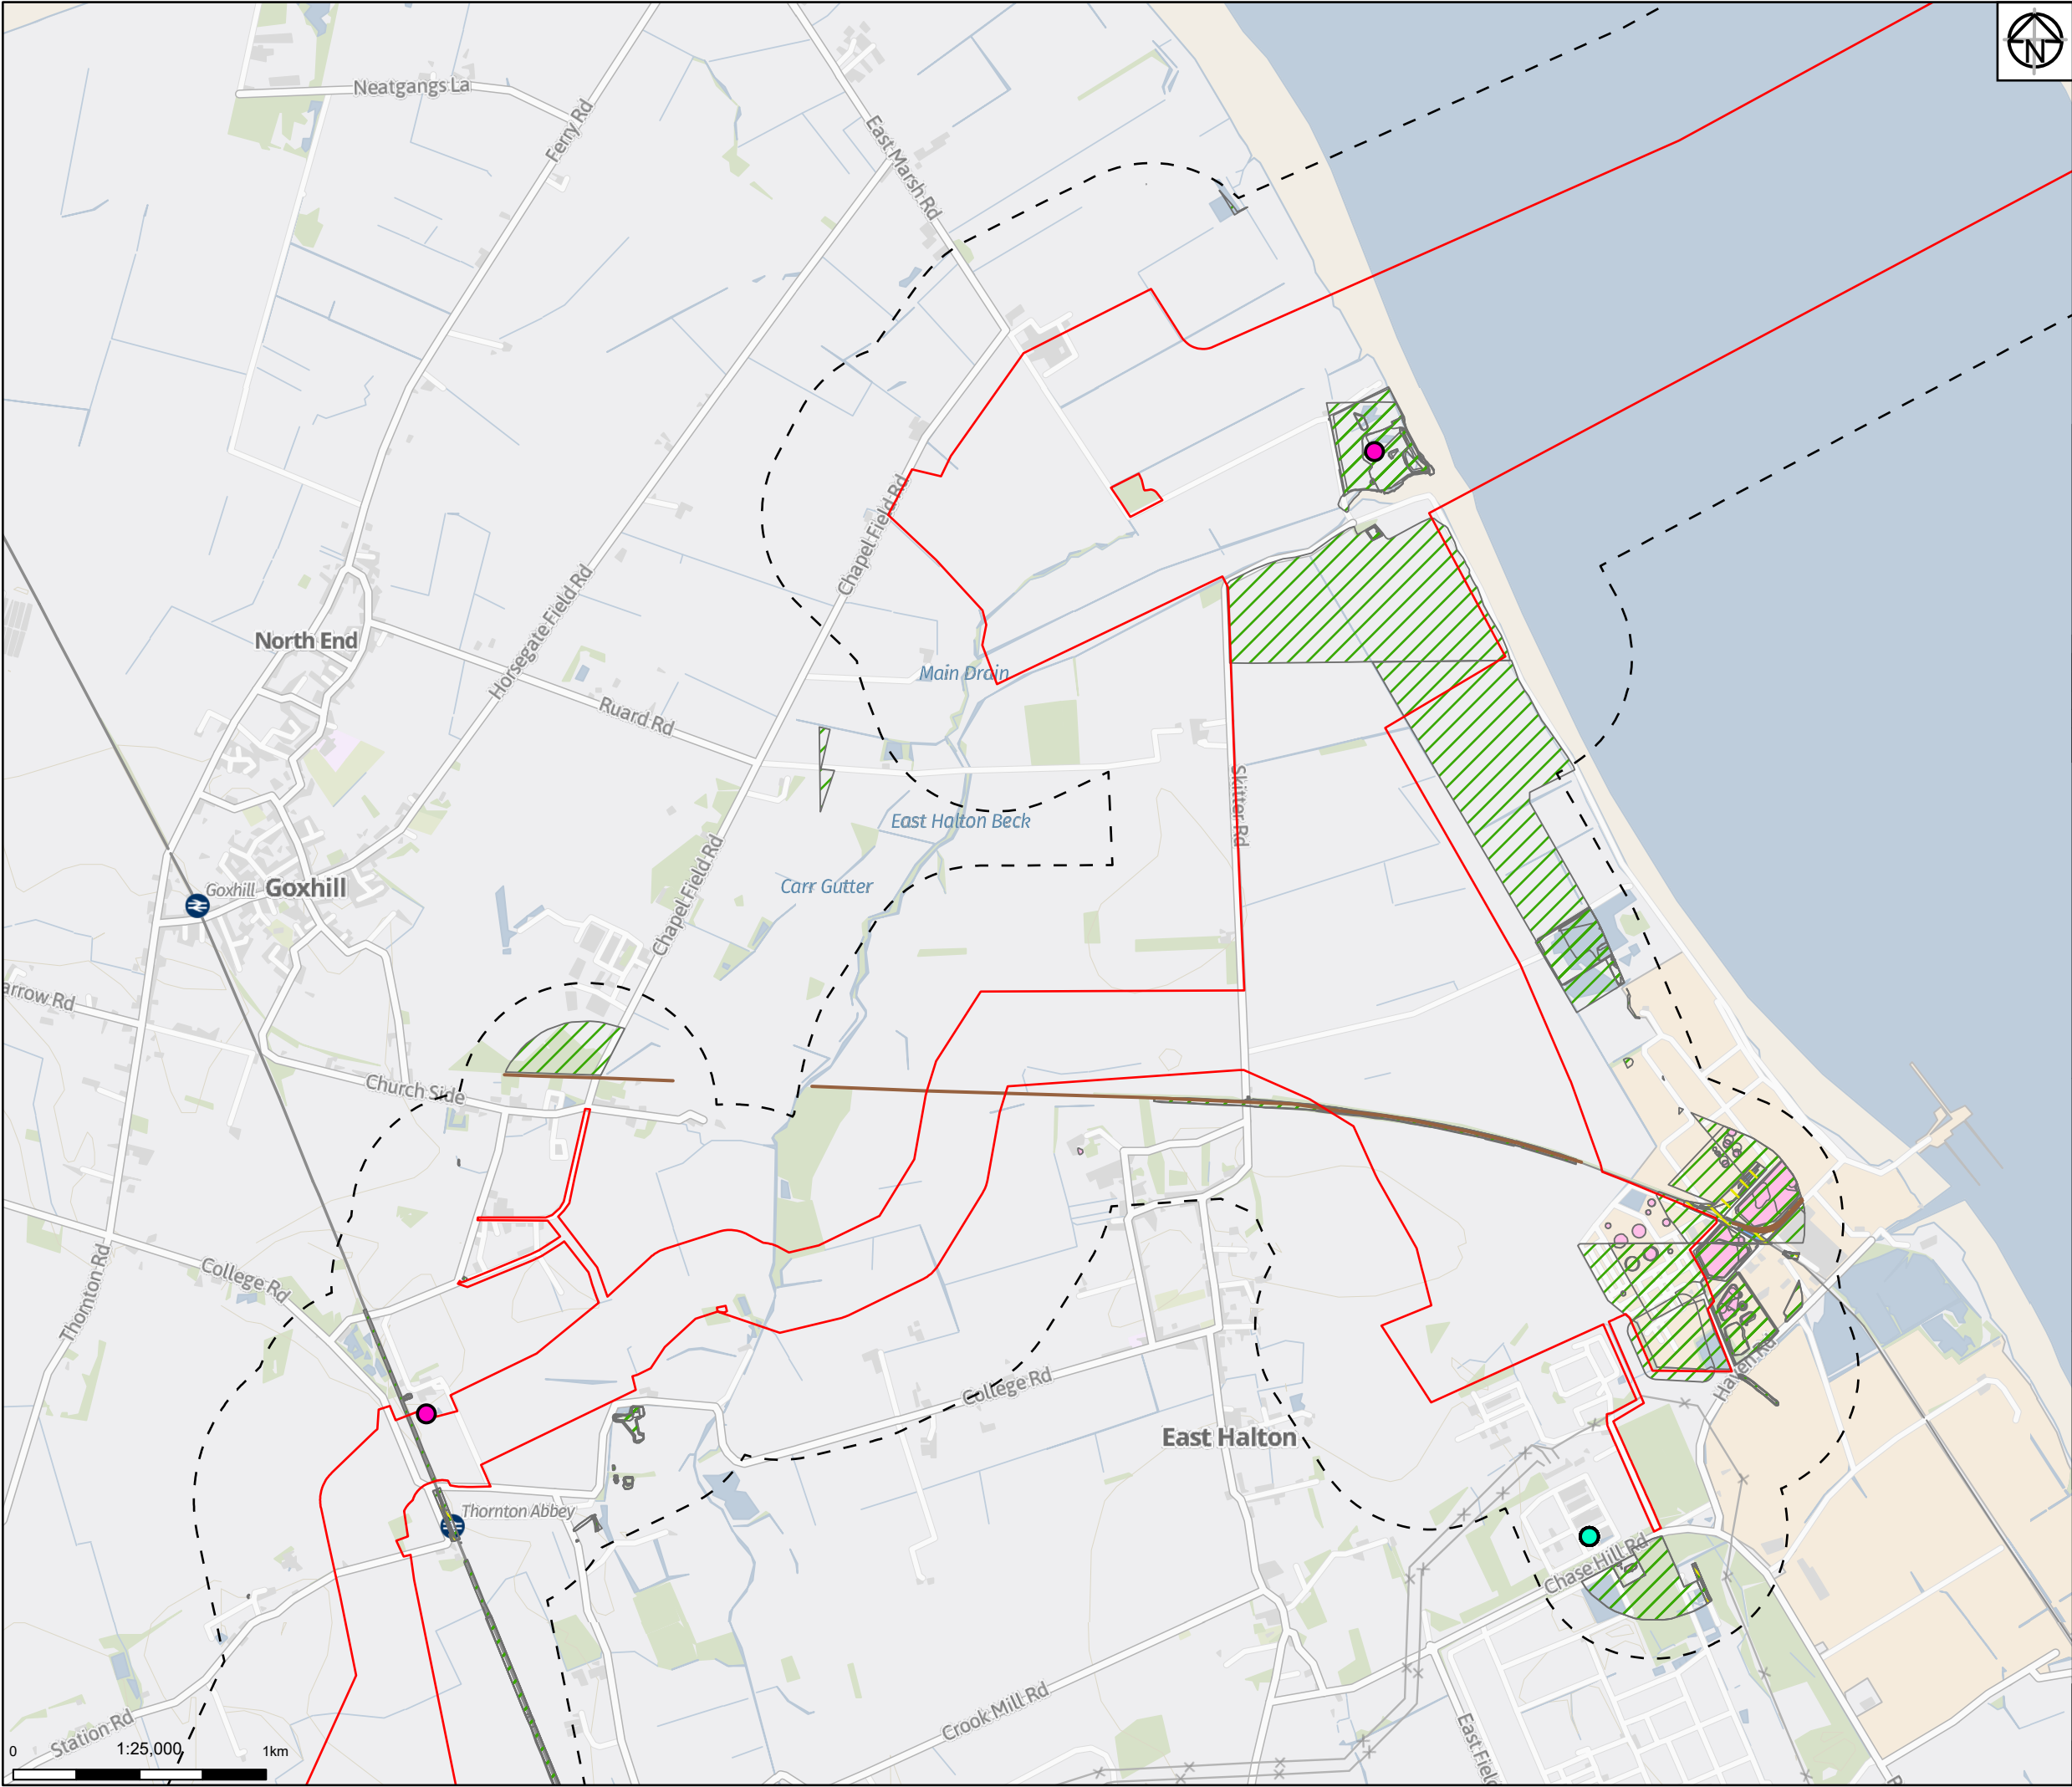 N
Neatgangs La
Ferry Rd
East Marsh Rd
Chapel Field Rd
Horsegate Field Rd
North End
Main Drain
Ruard Rd
Skitter Rd
East Halton Beck
Carr Gutter
Goxhill
Goxhill
Chapel Field Rd
arrow Rd
Church Side
College Rd
Thornton Rd
Haven Rd
College Rd
East Halton
Thornton Abbey
Chase Hill Rd
Crook Mill Rd
Station Rd
East Field
0
1:25,000
1km